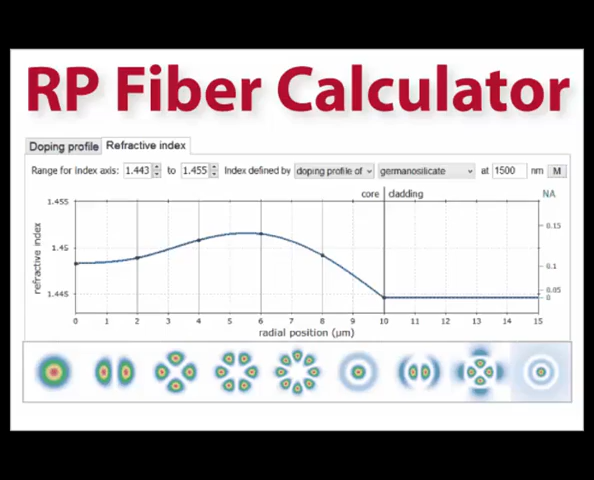 RP Fiber Calculator
Doping profile Refractive index
Range for index axis: 1.443 to 1.455 Index defined by doping profile of germanosilicate at 1500 nm M
core cladding NA
1.455
0.15
1.45
0.1
0.05
1.445
0
refractive index
0 1 2 3 4 5 6 7 8 9 10 11 12 13 14 15
radial position (µm)